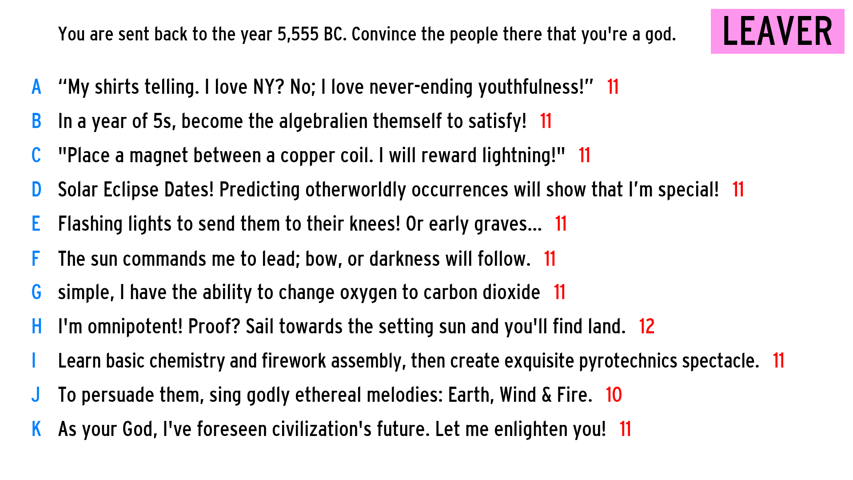 You are sent back to the year 5,555 BC. Convince the people there that you're a god.
LEAVER
A “My shirts telling. I love NY? No; I love never-ending youthfulness!” 11
B In a year of 5s, become the algebralien themself to satisfy! 11
C "Place a magnet between a copper coil. I will reward lightning!" 11
D Solar Eclipse Dates! Predicting otherworldly occurrences will show that I’m special! 11
E Flashing lights to send them to their knees! Or early graves... 11
F The sun commands me to lead; bow, or darkness will follow. 11
G simple, I have the ability to change oxygen to carbon dioxide 11
H I'm omnipotent! Proof? Sail towards the setting sun and you'll find land. 12
I Learn basic chemistry and firework assembly, then create exquisite pyrotechnics spectacle. 11
J To persuade them, sing godly ethereal melodies: Earth, Wind & Fire. 10
K As your God, I've foreseen civilization's future. Let me enlighten you! 11